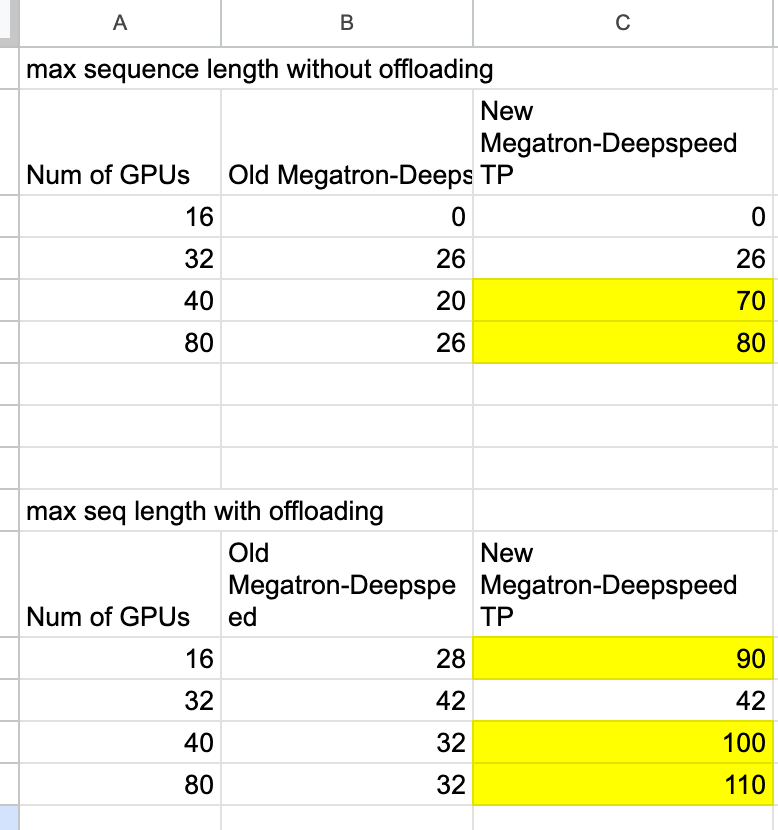 A B C
max sequence length without offloading
New
Megatron-Deepspeed
Num of GPUs Old Megatron-Deeps TP
16 0 0
32 26 26
40 20 70
80 26 80
max seq length with offloading
Old New
Megatron-Deepspe Megatron-Deepspeed
Num of GPUs ed TP
16 28 90
32 42 42
40 32 100
80 32 110